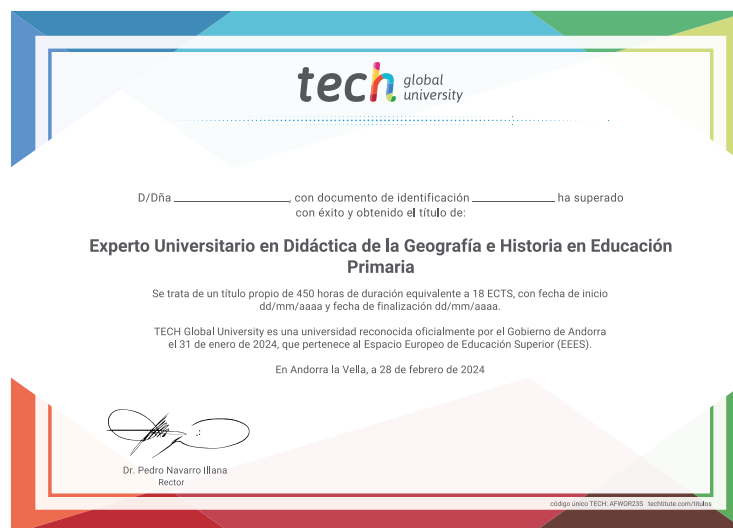 tech global
university
D/Dña ______________, con documento de identificación __________ ha superado
con éxito y obtenido el título de:
Experto Universitario en Didáctica de la Geografía e Historia en Educación
Primaria
Se trata de un título propio de 450 horas de duración equivalente a 18 ECTS, con fecha de inicio
dd/mm/aaaa y fecha de finalización dd/mm/aaaa.
TECH Global University es una universidad reconocida oficialmente por el Gobierno de Andorra
el 31 de enero de 2024, que pertenece al Espacio Europeo de Educación Superior (EEES).
En Andorra la Vella, a 28 de febrero de 2024
Dr. Pedro Navarro Illana
Rector
código único TECH: AFWOR23S techtitute.com/titulos